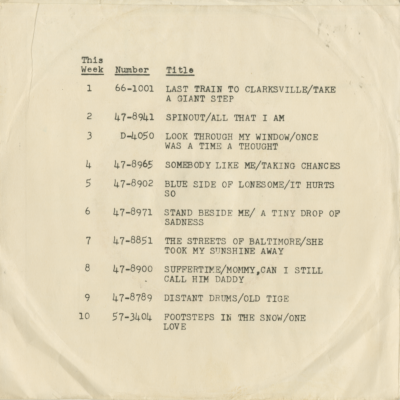 This
Week Number Title
1 66-1001 LAST TRAIN TO CLARKSVILLE/TAKE
A GIANT STEP
2 47-8941 SPINOUT/ALL THAT I AM
3 D-4050 LOOK THROUGH MY WINDOW/ONCE
WAS A TIME A THOUGHT
4 47-8965 SOMEBODY LIKE ME/TAKING CHANCES
5 47-8902 BLUE SIDE OF LONESOME/IT HURTS
SO
6 47-8971 STAND BESIDE ME/ A TINY DROP OF
SADNESS
7 47-8851 THE STREETS OF BALTIMORE/SHE
TOOK MY SUNSHINE AWAY
8 47-8900 SUFFERTIME/MOMMY,CAN I STILL
CALL HIM DADDY
9 47-8789 DISTANT DRUMS/OLD TIGE
10 57-3404 FOOTSTEPS IN THE SNOW/ONE
LOVE